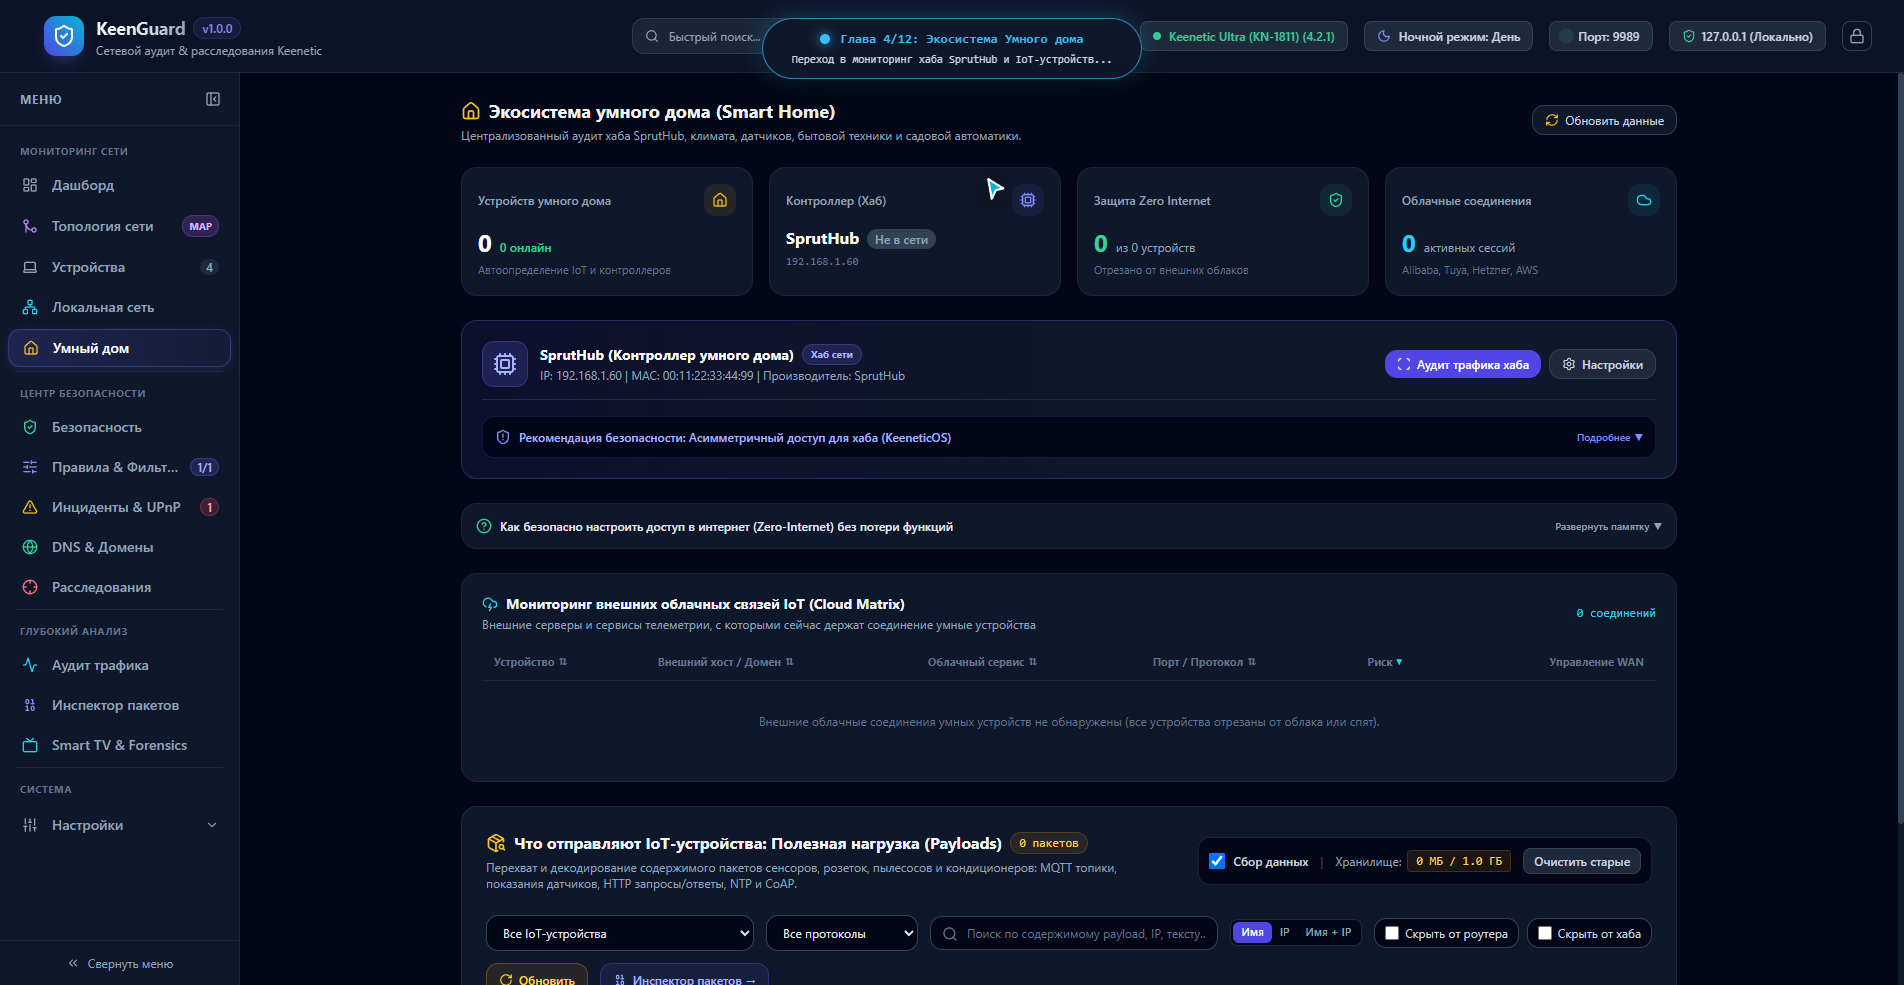 KeenGuard v1.0.0
Сетевой аудит & расследования Keenetic
Быстрый поиск...
Глава 4/12: Экосистема Умного дома
Переход в мониторинг хаба SprutHub и IoT-устройств...
Keenetic Ultra (KN-1811) (4.2.1)
Ночной режим: День
Порт: 9989
127.0.0.1 (Локально)
МЕНЮ
МОНИТОРИНГ СЕТИ
Дашборд
Топология сети MAP
Устройства 4
Локальная сеть
Умный дом
ЦЕНТР БЕЗОПАСНОСТИ
Безопасность
Правила & Фильт... 1/1
Инциденты & UPnP 1
DNS & Домены
Расследования
ГЛУБОКИЙ АНАЛИЗ
Аудит трафика
Инспектор пакетов
Smart TV & Forensics
СИСТЕМА
Настройки
Свернуть меню
Экосистема умного дома (Smart Home)
Централизованный аудит хаба SprutHub, климата, датчиков, бытовой техники и садовой автоматики.
Обновить данные
Устройств умного дома
0 0 онлайн
Автоопределение IoT и контроллеров
Контроллер (Хаб)
SprutHub Не в сети
192.168.1.60
Защита Zero Internet
0 из 0 устройств
Отрезано от внешних облаков
Облачные соединения
0 активных сессий
Alibaba, Tuya, Hetzner, AWS
SprutHub (Контроллер умного дома) Хаб сети
IP: 192.168.1.60 | MAC: 00:11:22:33:44:99 | Производитель: SprutHub
Аудит трафика хаба
Настройки
Рекомендация безопасности: Асимметричный доступ для хаба (KeeneticOS)
Подробнее ▼
Как безопасно настроить доступ в интернет (Zero-Internet) без потери функций
Развернуть памятку ▼
Мониторинг внешних облачных связей IoT (Cloud Matrix)
Внешние серверы и сервисы телеметрии, с которыми сейчас держат соединение умные устройства
0 соединений
Устройство ⇅ Внешний хост / Домен ⇅ Облачный сервис ⇅ Порт / Протокол ⇅ Риск ▼ Управление WAN
Внешние облачные соединения умных устройств не обнаружены (все устройства отрезаны от облака или спят).
Что отправляют IoT-устройства: Полезная нагрузка (Payloads) 0 пакетов
Перехват и декодирование содержимого пакетов сенсоров, розеток, пылесосов и кондиционеров: MQTT топики,
показания датчиков, HTTP запросы/ответы, NTP и CoAP.
Сбор данных | Хранилище: 0 МБ / 1.0 ГБ Очистить старые
Все IoT-устройства
Все протоколы
Поиск по содержимому payload, IP, тексту..
Имя IP Имя + IP
Скрыть от роутера
Скрыть от хаба
Обновить
Инспектор пакетов →